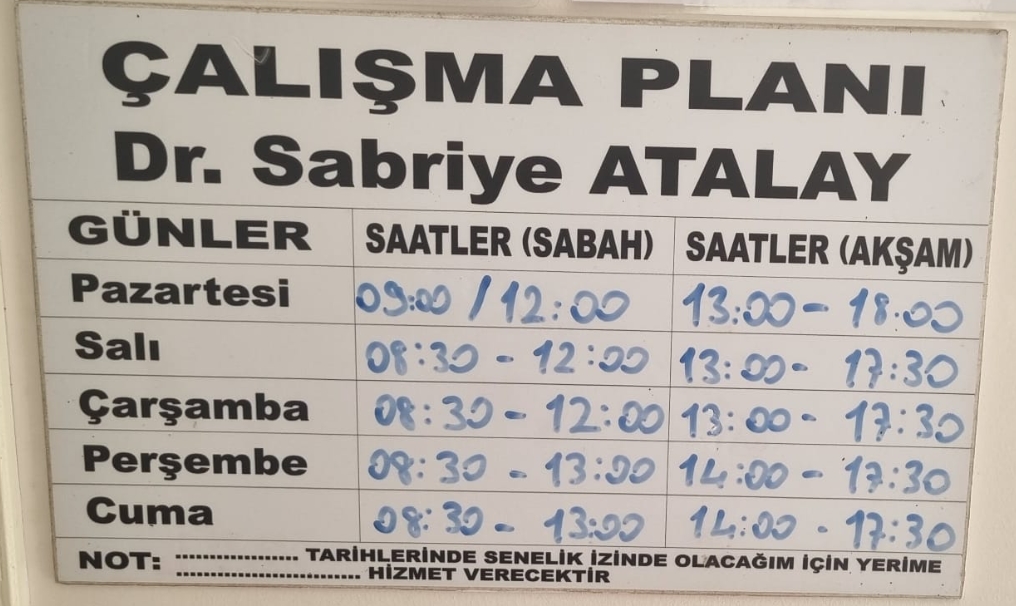 ÇALIŞMA PLANI
Dr. Sabriye ATALAY
GÜNLER SAATLER (SABAH) SAATLER (AKŞAM)
Pazartesi 09:00 / 12:00 13:00 - 18.00
Salı 08:30 - 12:00 13:00 - 17:30
Çarşamba 08:30 - 12:00 13:00 - 17:30
Perşembe 08:30 - 13:00 14:00 - 17:30
Cuma 08:30 - 13:00 14:00 - 17:30
NOT: .................. TARİHLERİNDE SENELİK İZİNDE OLACAĞIM İÇİN YERİME
........................... HİZMET VERECEKTİR